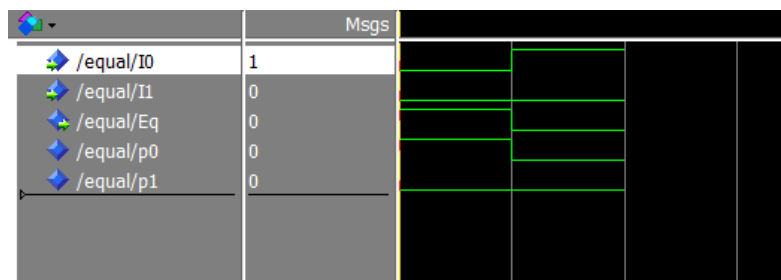 Msgs
/equal/I0 1
/equal/I1 0
/equal/Eq 0
/equal/p0 0
/equal/p1 0